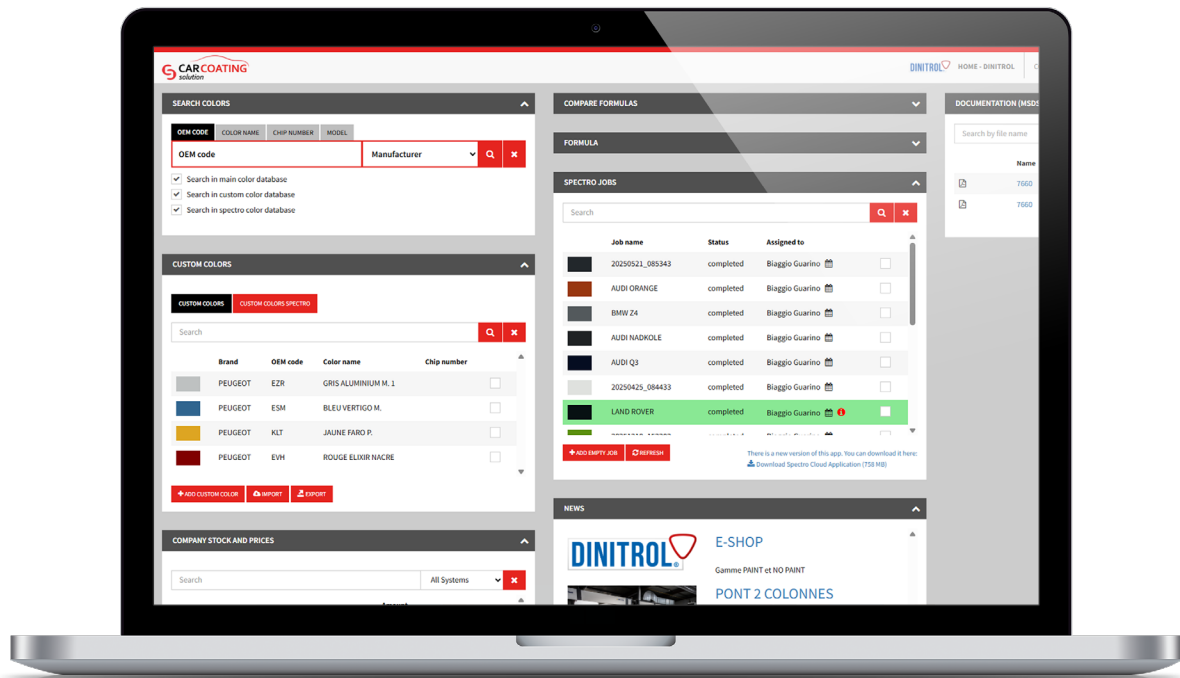 CARCOATING
solution
DINITROL
HOME - DINITROL
SEARCH COLORS
OEM CODE
COLOR NAME
CHIP NUMBER
MODEL
OEM code
Manufacturer
Search in main color database
Search in custom color database
Search in spectro color database
CUSTOM COLORS
CUSTOM COLORS
CUSTOM COLORS SPECTRO
Search
Brand OEM code Color name Chip number
PEUGEOT EZR GRIS ALUMINIUM M. 1
PEUGEOT ESM BLEU VERTIGO M.
PEUGEOT KLT JAUNE FARO P.
PEUGEOT EVH ROUGE ELIXIR NACRE
ADD CUSTOM COLOR
IMPORT
EXPORT
COMPANY STOCK AND PRICES
Search
All Systems
COMPARE FORMULAS
FORMULA
SPECTRO JOBS
Search
Job name Status Assigned to
20250521_085343 completed Biaggio Guarino
AUDI ORANGE completed Biaggio Guarino
BMW Z4 completed Biaggio Guarino
AUDI NADKOLE completed Biaggio Guarino
AUDI Q3 completed Biaggio Guarino
20250425_084433 completed Biaggio Guarino
LAND ROVER completed Biaggio Guarino
+ADD EMPTY JOB
REFRESH
There is a new version of this app. You can download it here:
Download Spectro Cloud Application (758 MB)
NEWS
DINITROL®
E-SHOP
Gamme PAINT et NO PAINT
PONT 2 COLONNES
DOCUMENTATION (MSDS
Search by file name
Name
7660
7660